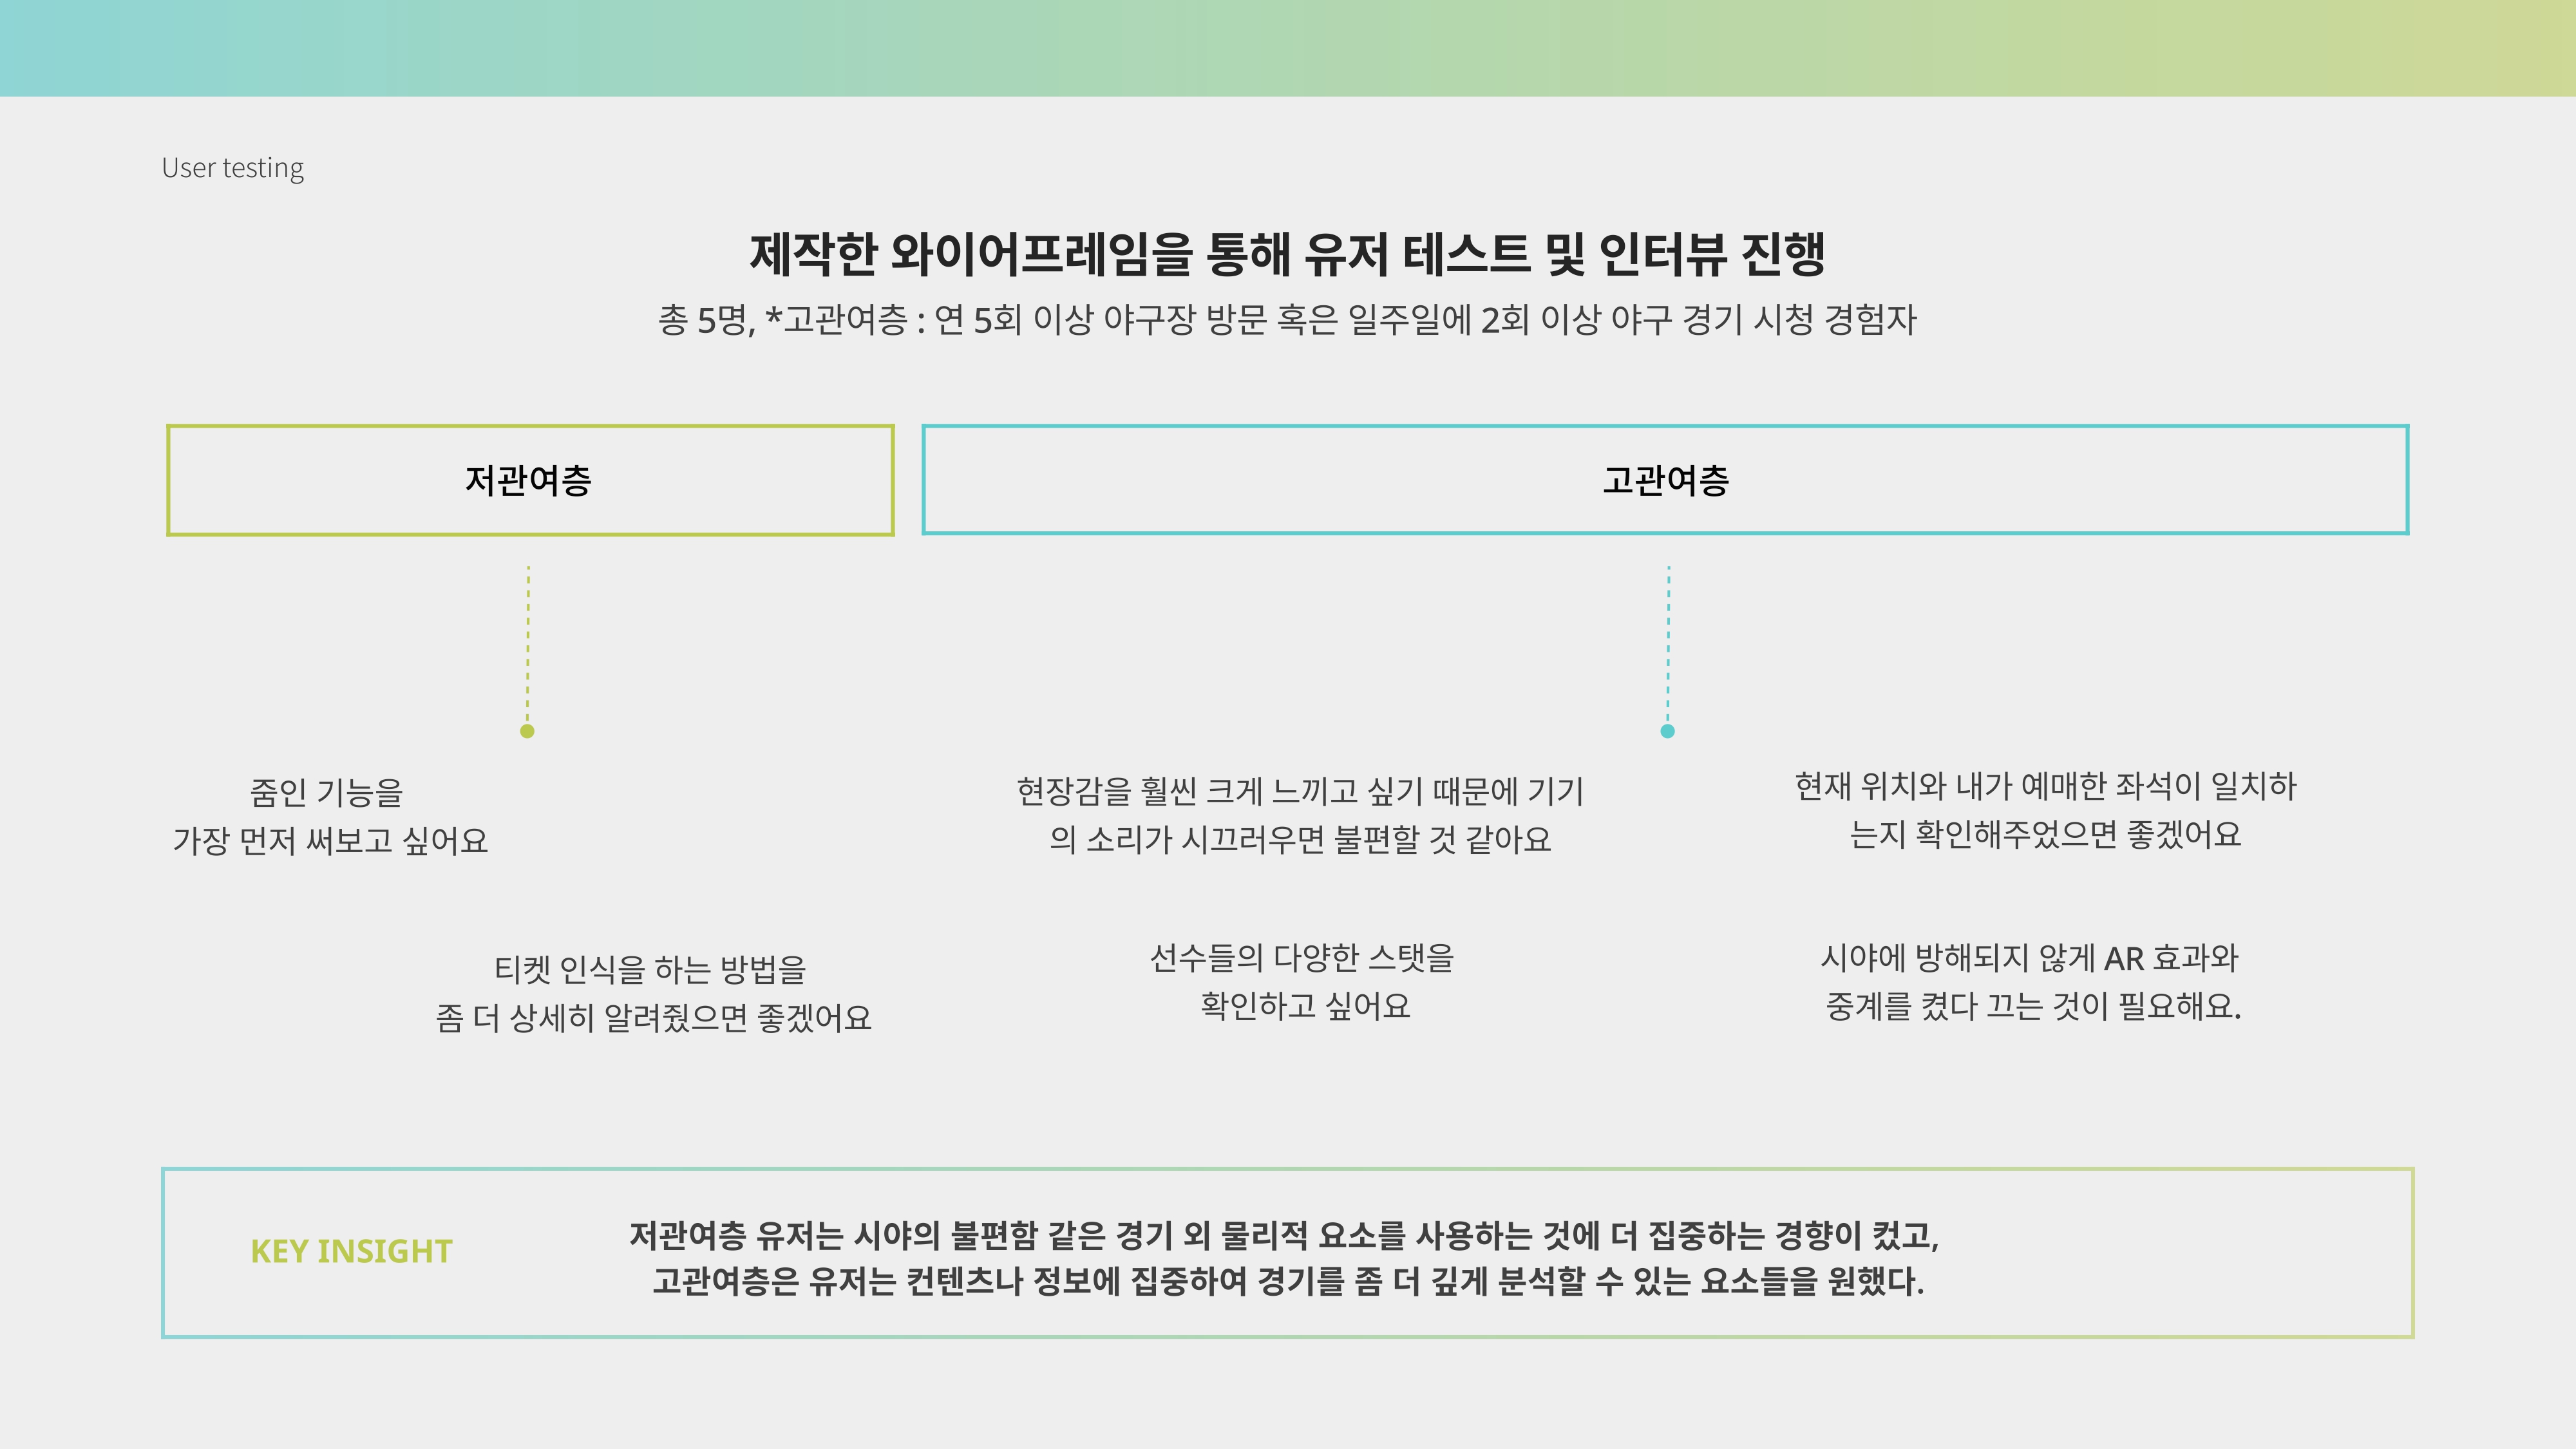 User testing
제작한 와이어프레임을 통해 유저 테스트 및 인터뷰 진행
총 5명, *고관여층 : 연 5회 이상 야구장 방문 혹은 일주일에 2회 이상 야구 경기 시청 경험자
저관여층
고관여층
줌인 기능을
가장 먼저 써보고 싶어요
티켓 인식을 하는 방법을
좀 더 상세히 알려줬으면 좋겠어요
현장감을 훨씬 크게 느끼고 싶기 때문에 기기
의 소리가 시끄러우면 불편할 것 같아요
현재 위치와 내가 예매한 좌석이 일치하
는지 확인해주었으면 좋겠어요
선수들의 다양한 스탯을
확인하고 싶어요
시야에 방해되지 않게 AR 효과와
중계를 켰다 끄는 것이 필요해요.
KEY INSIGHT
저관여층 유저는 시야의 불편함 같은 경기 외 물리적 요소를 사용하는 것에 더 집중하는 경향이 컸고,
고관여층은 유저는 컨텐츠나 정보에 집중하여 경기를 좀 더 깊게 분석할 수 있는 요소들을 원했다.